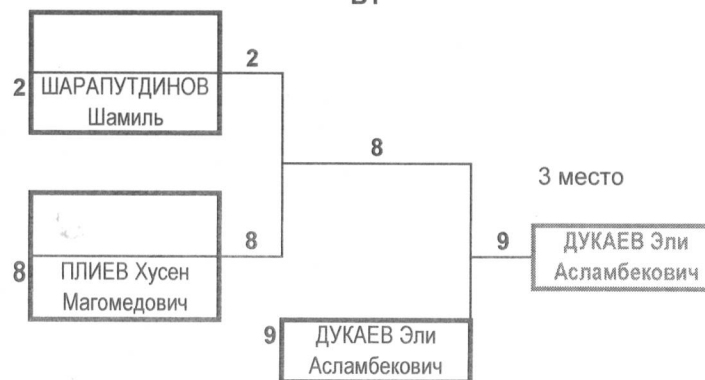 2
2 ШАРАПУТДИНОВ
Шамиль
8
3 место
8
9
ДУКАЕВ Эли
Асламбекович
8 ПЛИЕВ Хусен
Магомедович
9 ДУКАЕВ Эли
Асламбекович